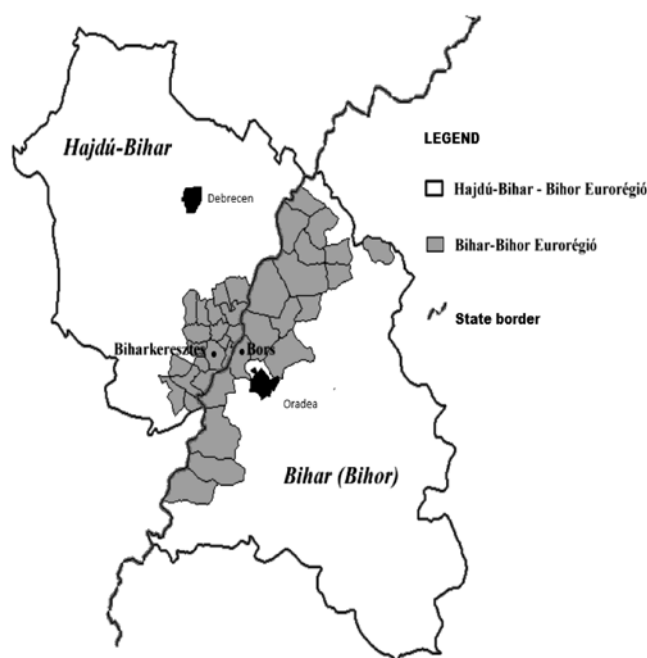 Hajdú-Bihar
Debrecen
LEGEND
Hajdú-Bihar - Bihor Eurorégió
Bihar-Bihor Eurorégió
State border
Biharkeresztes
Bors
Oradea
Bihar (Bihor)